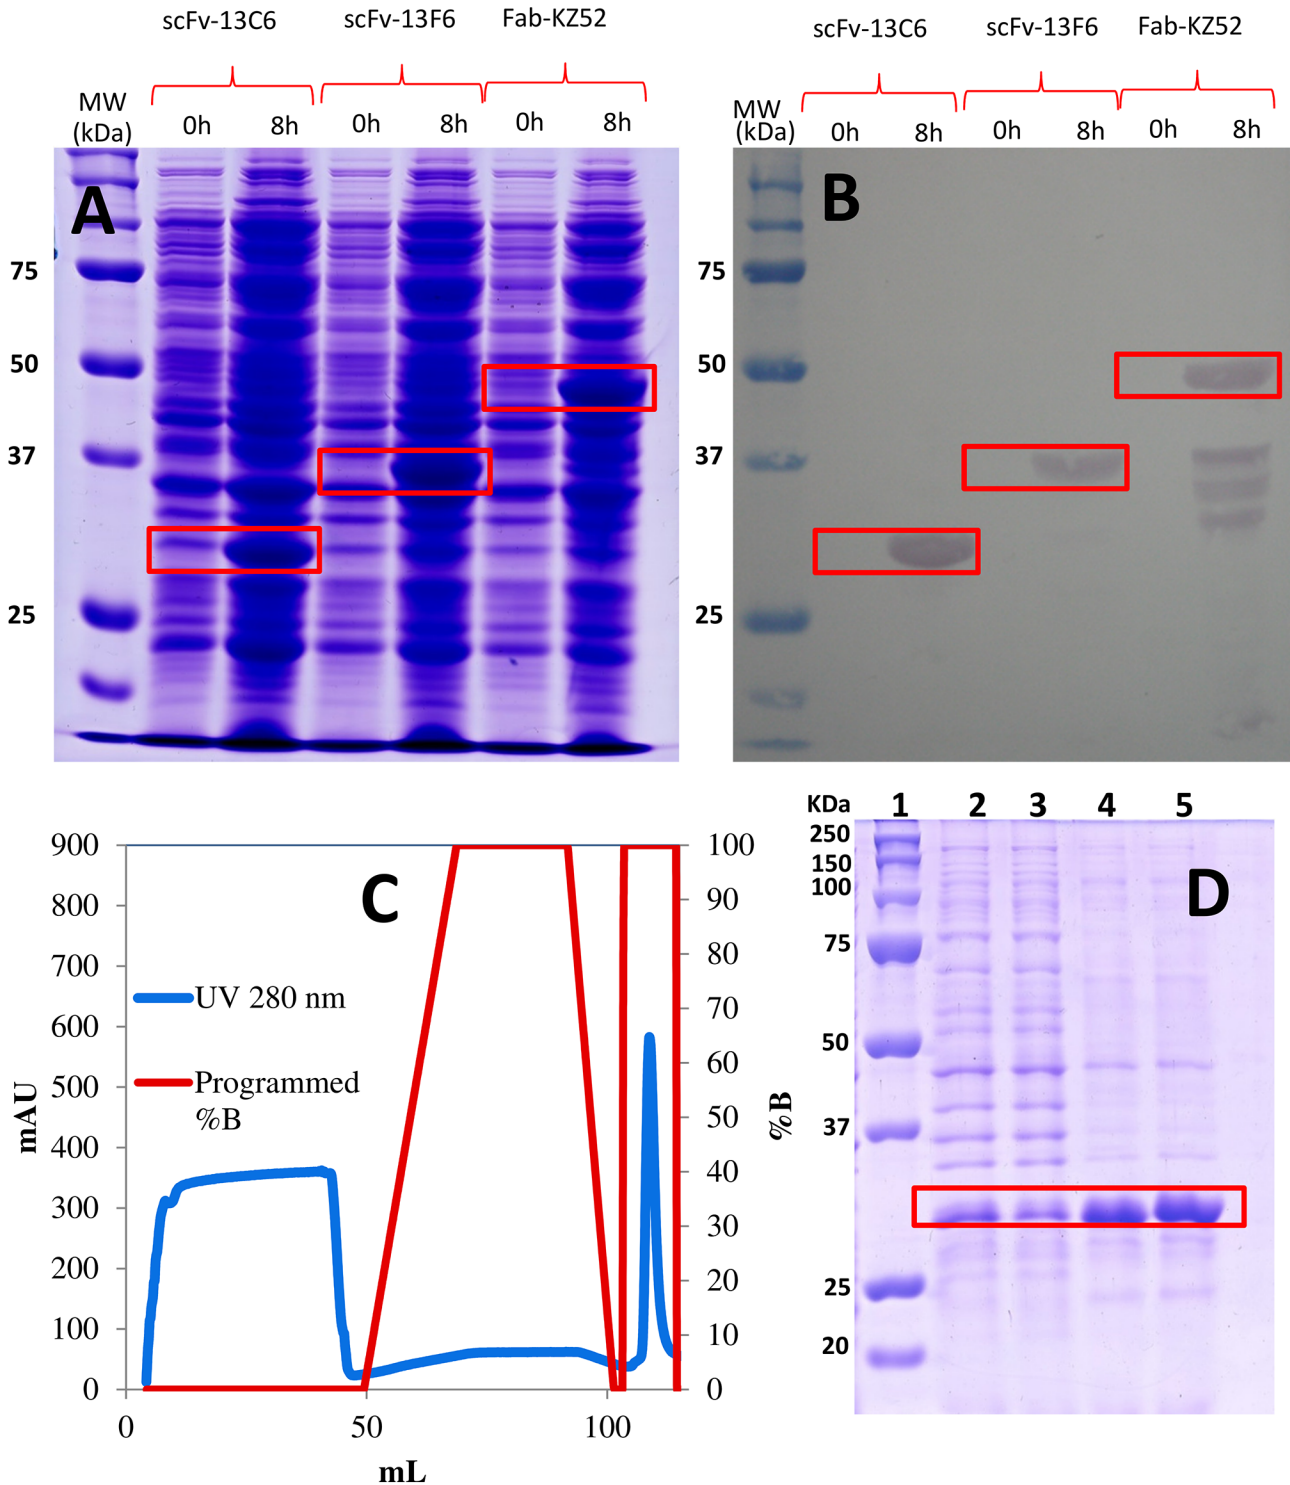 scFv-13C6 scFv-13F6 Fab-KZ52
MW
(kDa) 0h 8h 0h 8h 0h 8h
A
75
50
37
25
scFv-13C6 scFv-13F6 Fab-KZ52
MW
(kDa) 0h 8h 0h 8h 0h 8h
B
75
50
37
25
C
900
800
700
600
500
400
300
200
100
0
mAU
UV 280 nm
Programmed
%B
100
90
80
70
60
50
40
30
20
10
0
%B
0 50 100
mL
KDa 1 2 3 4 5
D
250
150
100
75
50
37
25
20